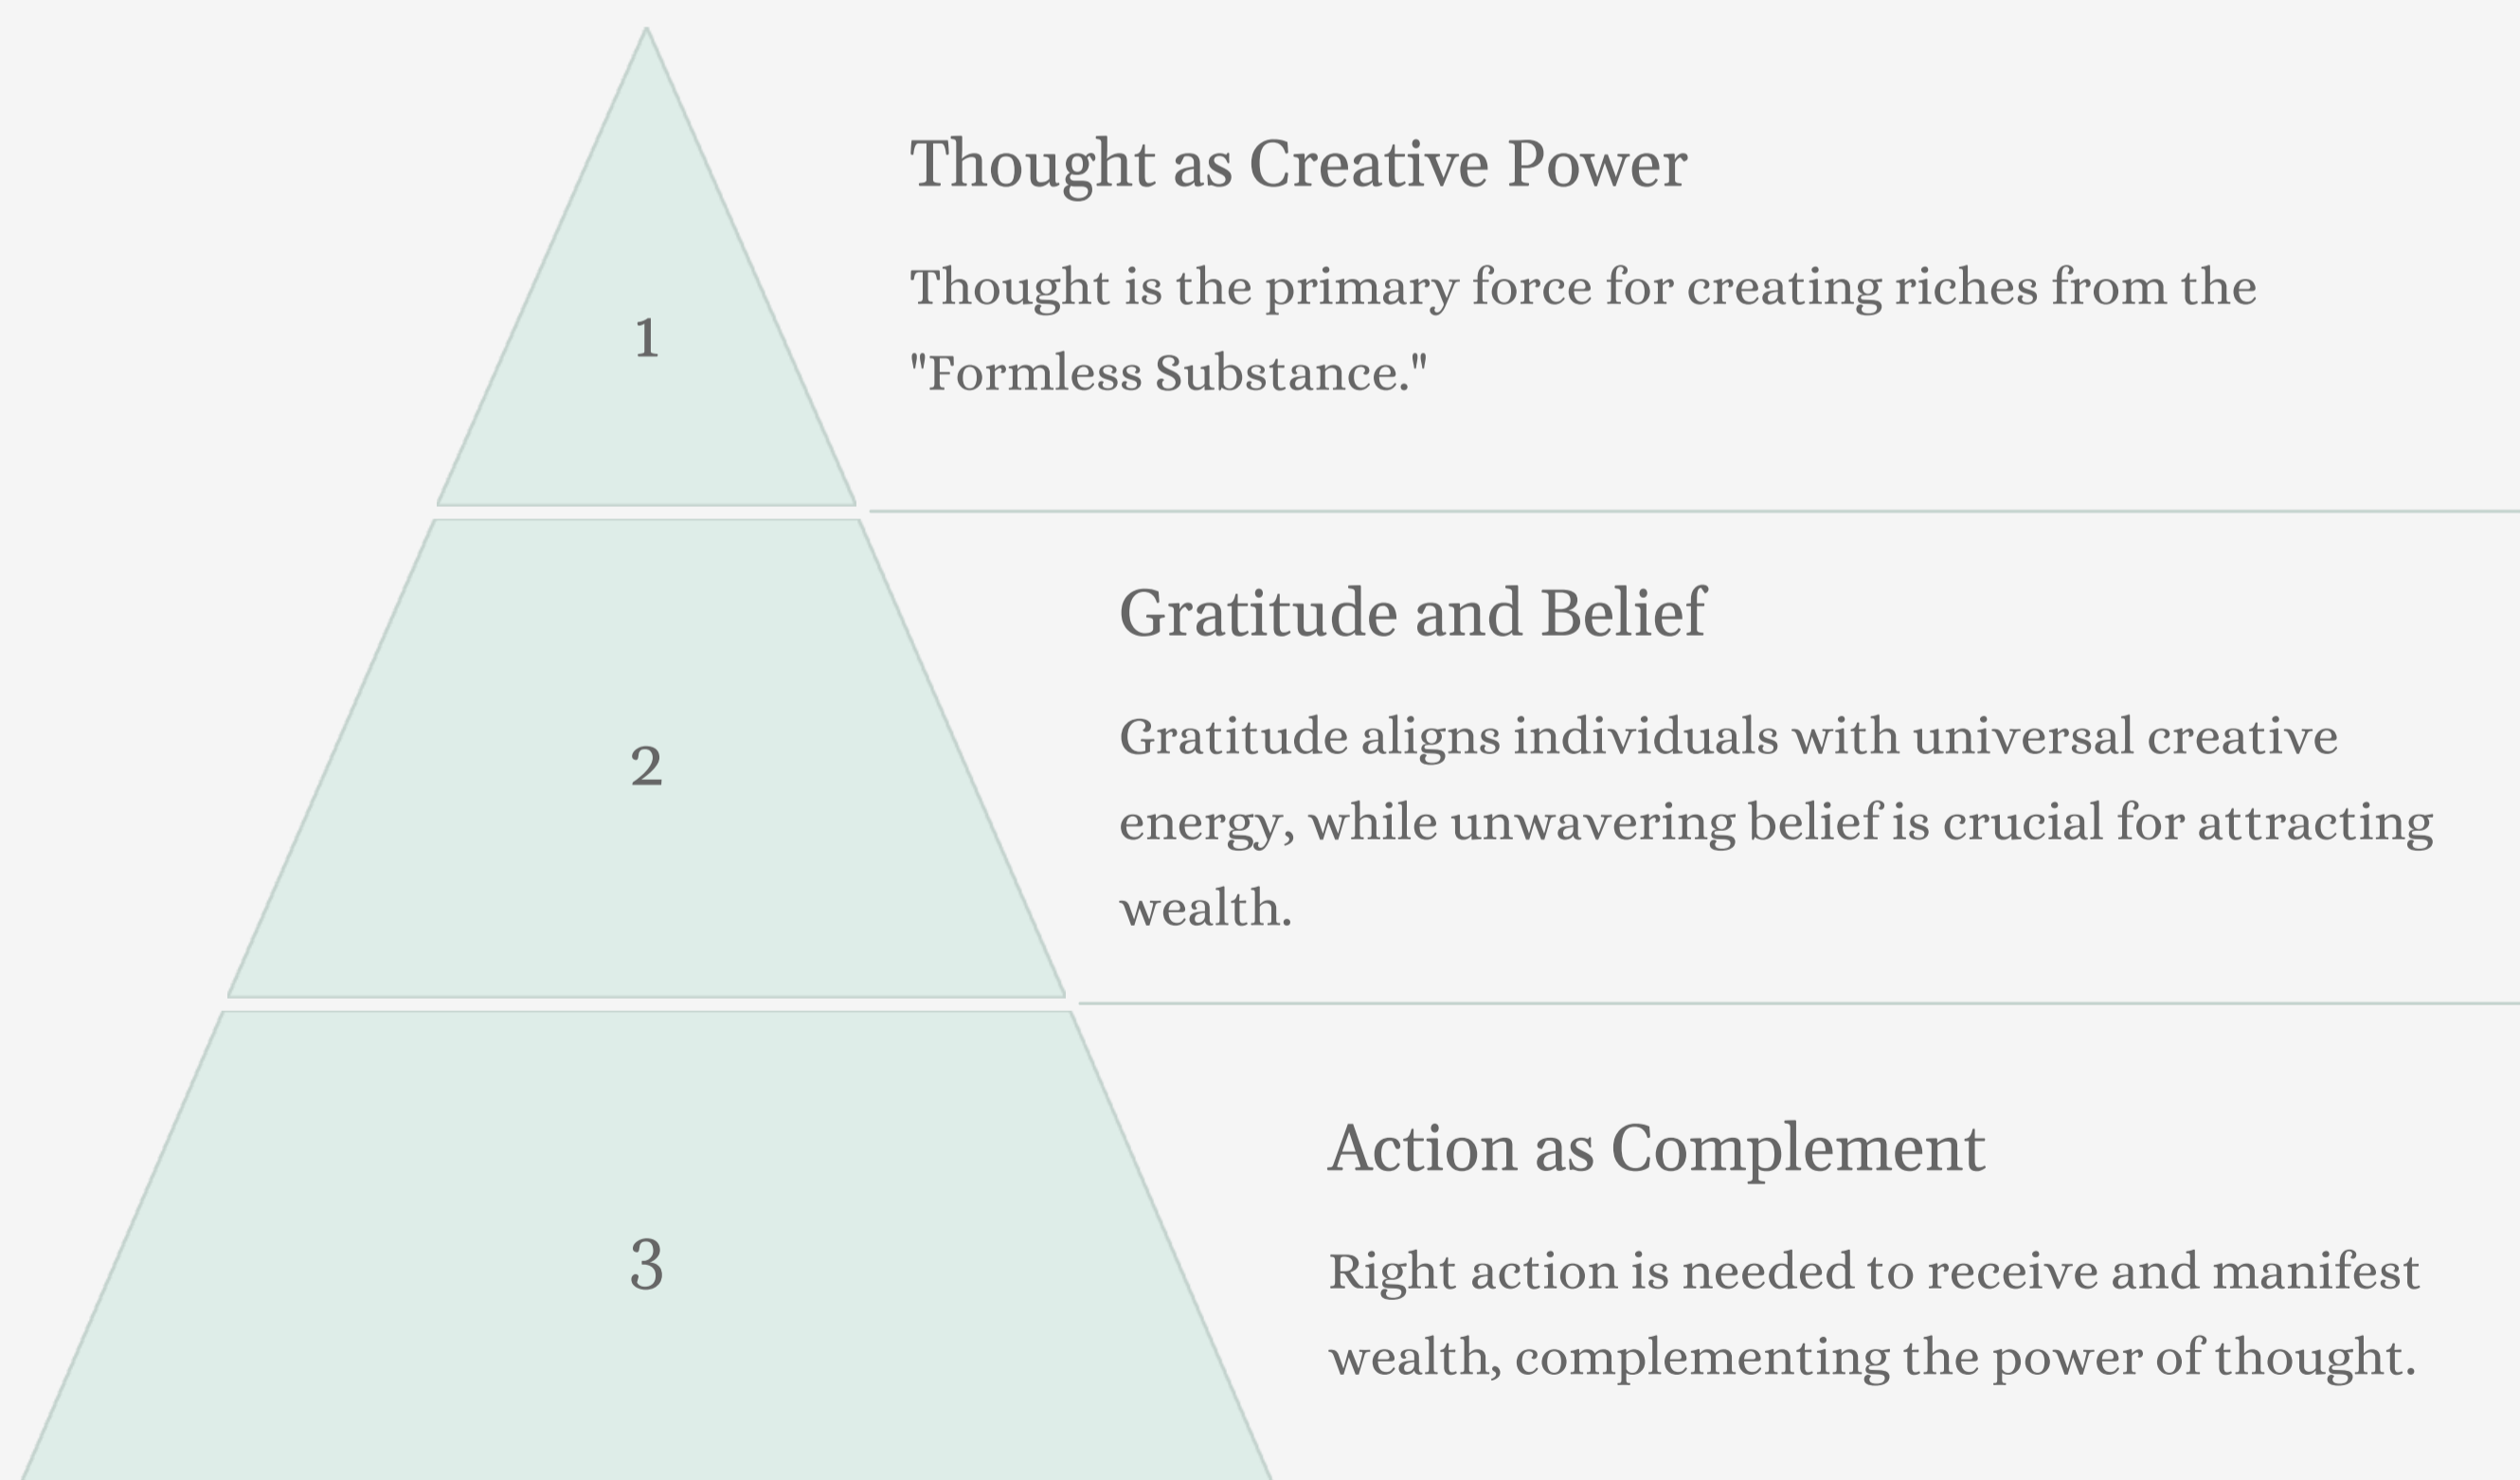 1
Thought as Creative Power
Thought is the primary force for creating riches from the
"Formless Substance."
2
Gratitude and Belief
Gratitude aligns individuals with universal creative
energy, while unwavering belief is crucial for attracting
wealth.
3
Action as Complement
Right action is needed to receive and manifest
wealth, complementing the power of thought.